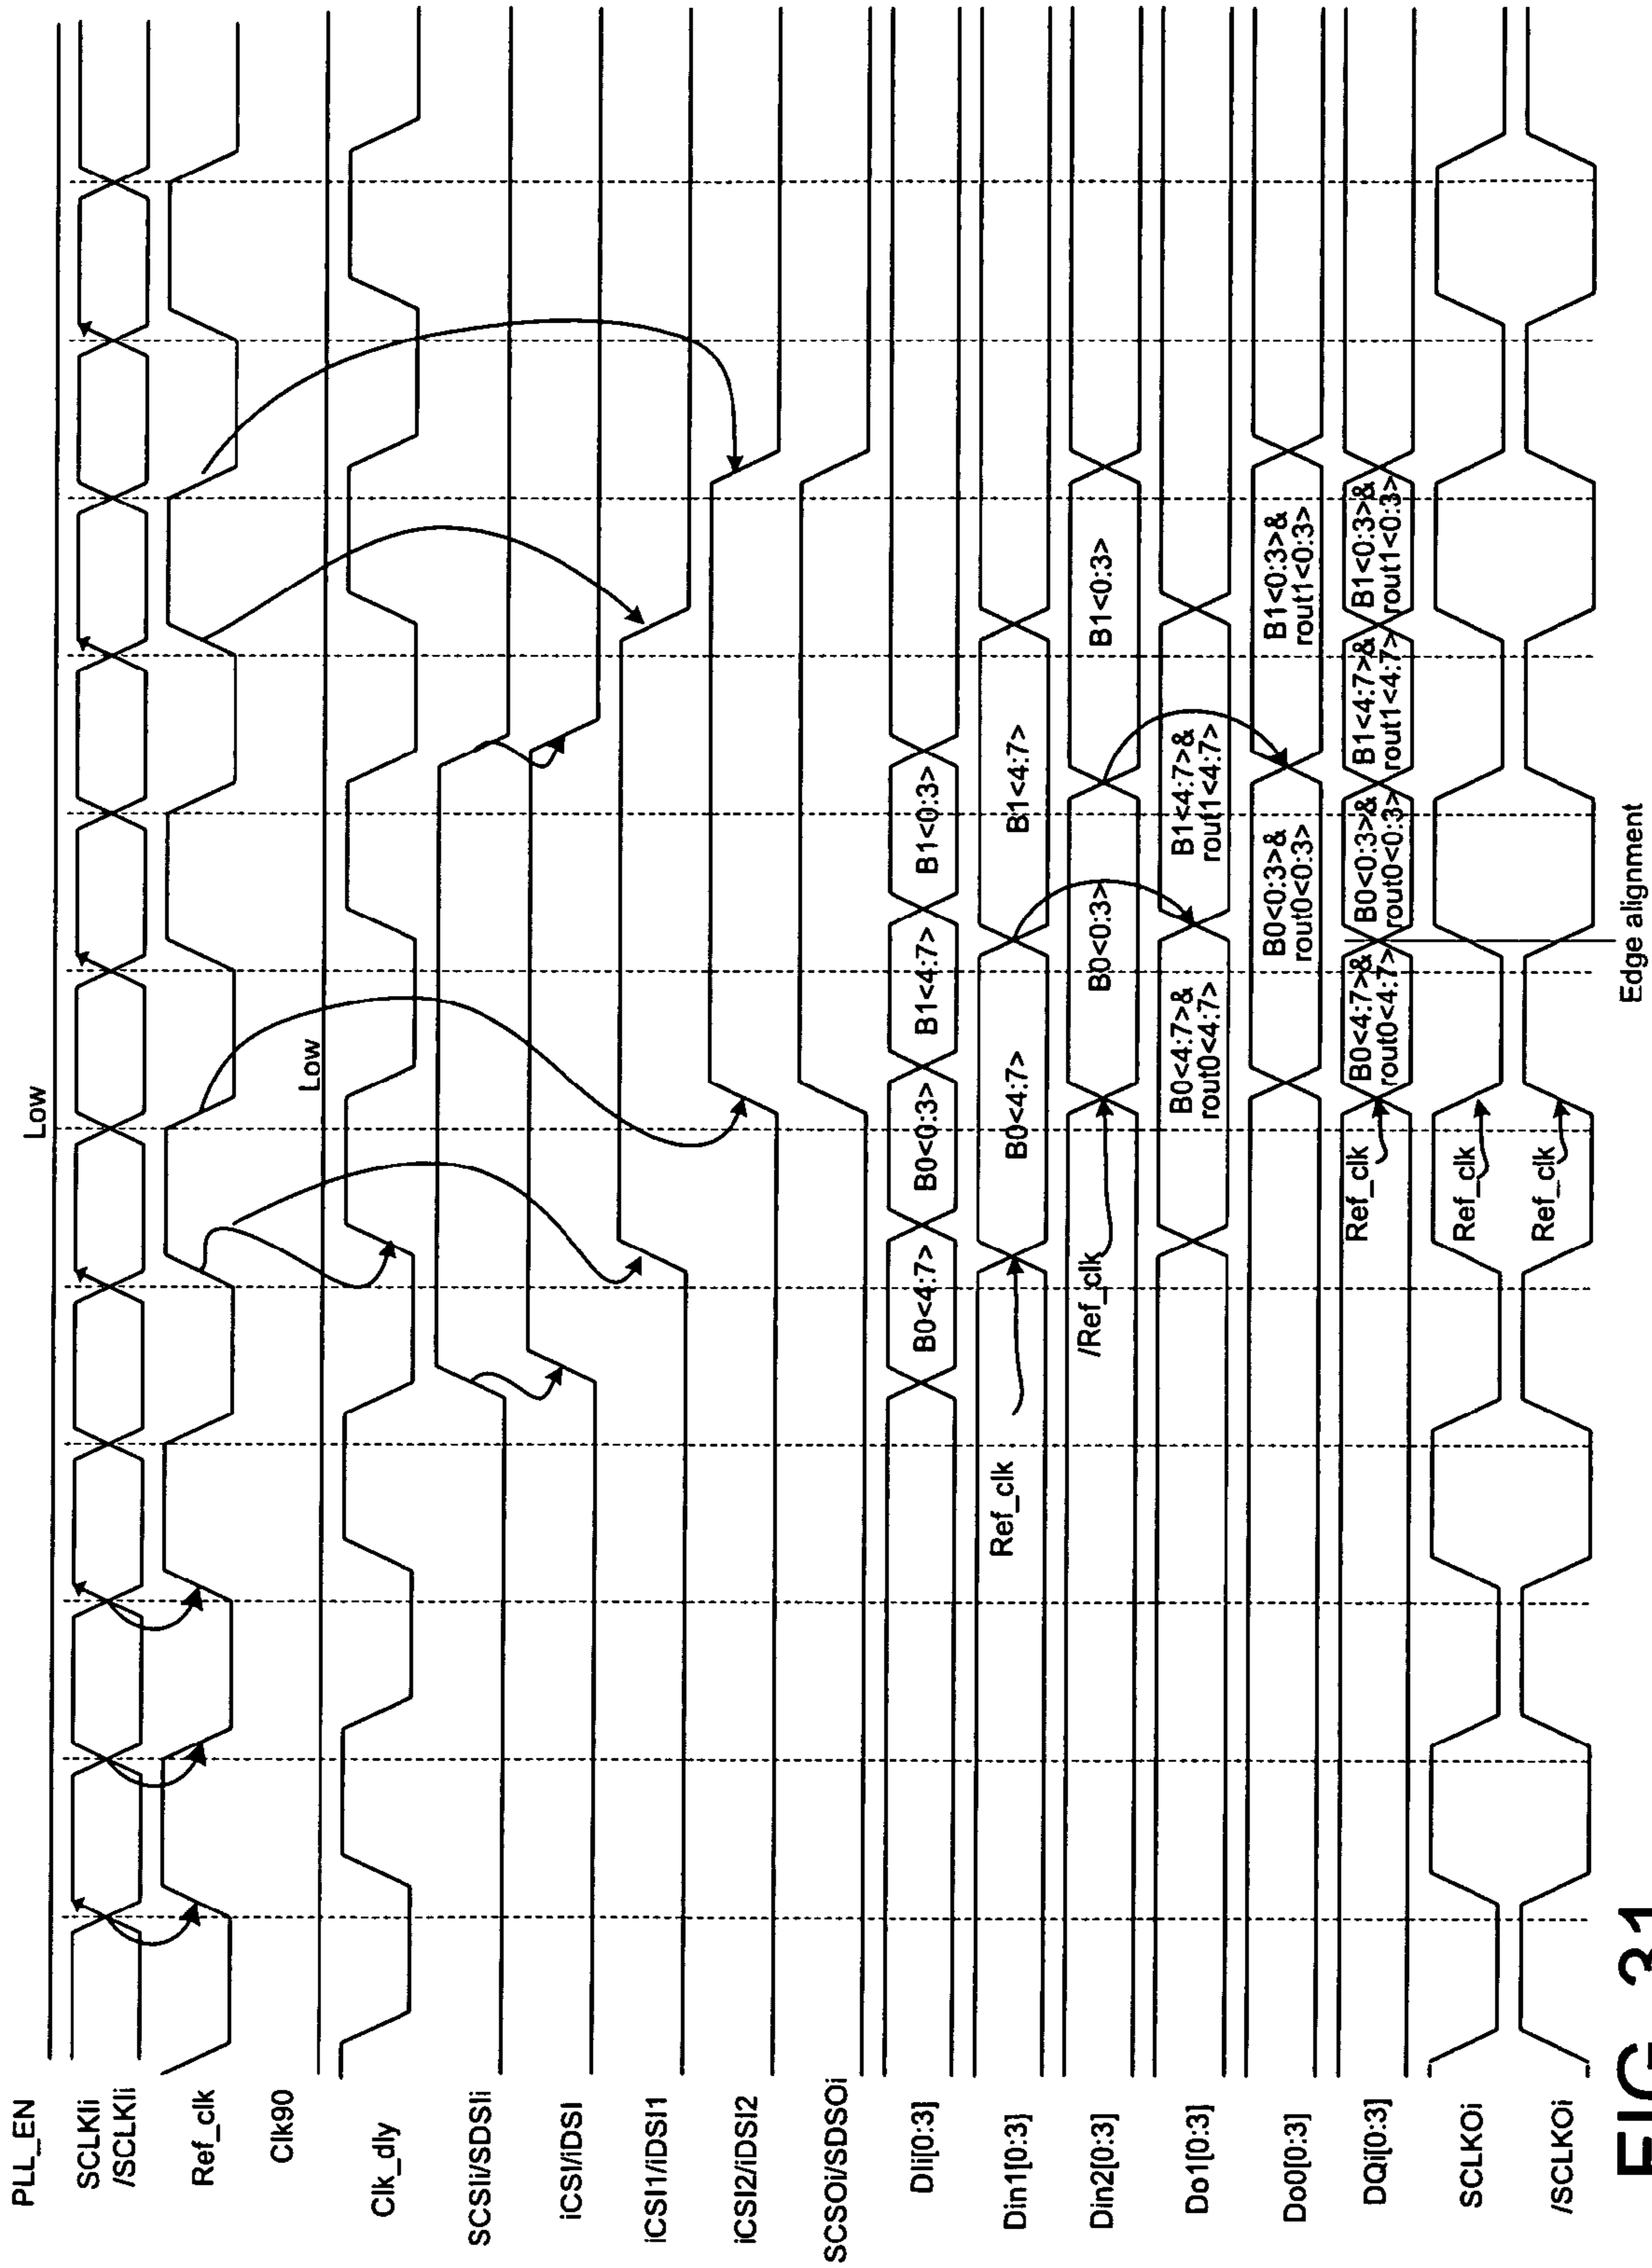 PLL_EN
Low
SCLKIi
/SCLKIi
Ref_clk
Clk90
Low
Clk_dly
SCSIi/SDSIi
iCSI/iDSI
iCSI1/iDSI1
iCSI2/iDSI2
SCSOi/SDSOi
DIi[0:3]
B0<4:7>
B0<0:3>
B1<4:7>
B1<0:3>
Din1[0:3]
Ref_clk
B0<4:7>
B1<4:7>
Din2[0:3]
/Ref_clk
B0<0:3>
B1<0:3>
Do1[0:3]
B0<4:7>&
rout0<4:7>
B1<4:7>&
rout1<4:7>
Do0[0:3]
B0<0:3>&
rout0<0:3>
B1<0:3>&
rout1<0:3>
DQi[0:3]
Ref_clk
B0<4:7>&
rout0<4:7>
B0<0:3>&
rout0<0:3>
B1<4:7>&
rout1<4:7>
B1<0:3>&
rout1<0:3>
SCLKOi
Ref_clk
/SCLKOi
Ref_clk
Edge alignment
FIG. 31